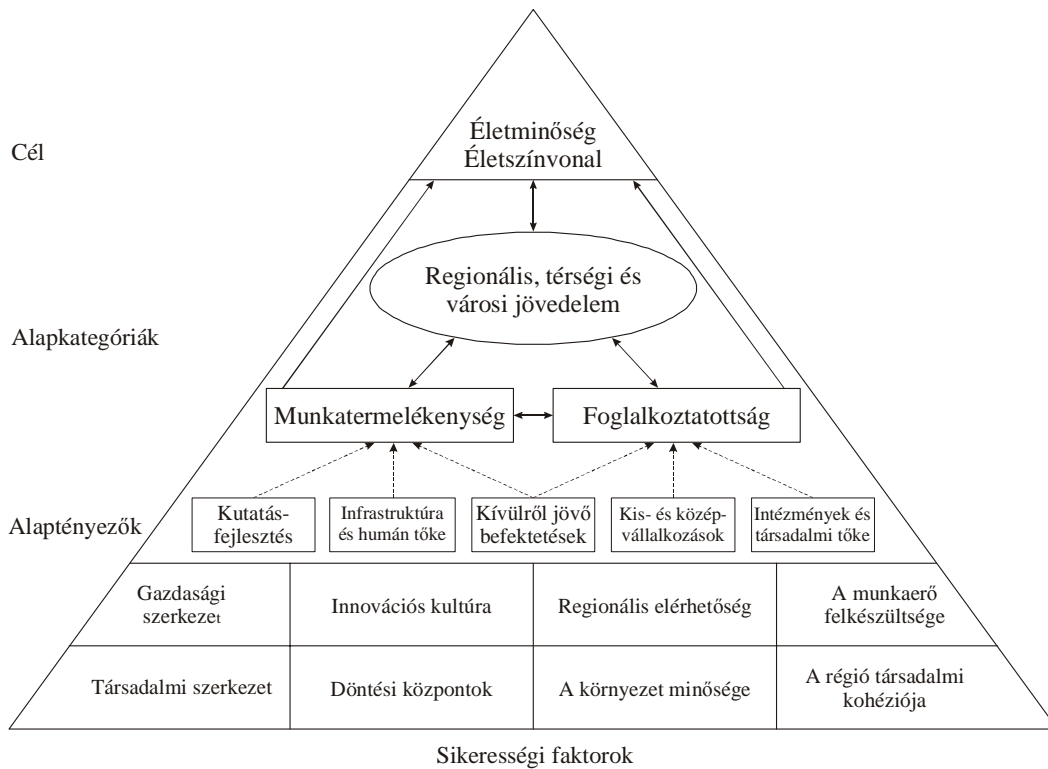 Cél
Életminőség
Életszínvonal
Alapkategóriák
Regionális, térségi és
városi jövedelem
Munkatermelékenység
Foglalkoztatottság
Alaptényezők
Kutatás-
fejlesztés
Infrastruktúra
és humán tőke
Kívülről jövő
befektetések
Kis- és közép-
vállalkozások
Intézmények és
társadalmi tőke
Gazdasági
szerkezet
Innovációs kultúra
Regionális elérhetőség
A munkaerő
felkészültsége
Társadalmi szerkezet
Döntési központok
A környezet minősége
A régió társadalmi
kohéziója
Sikerességi faktorok